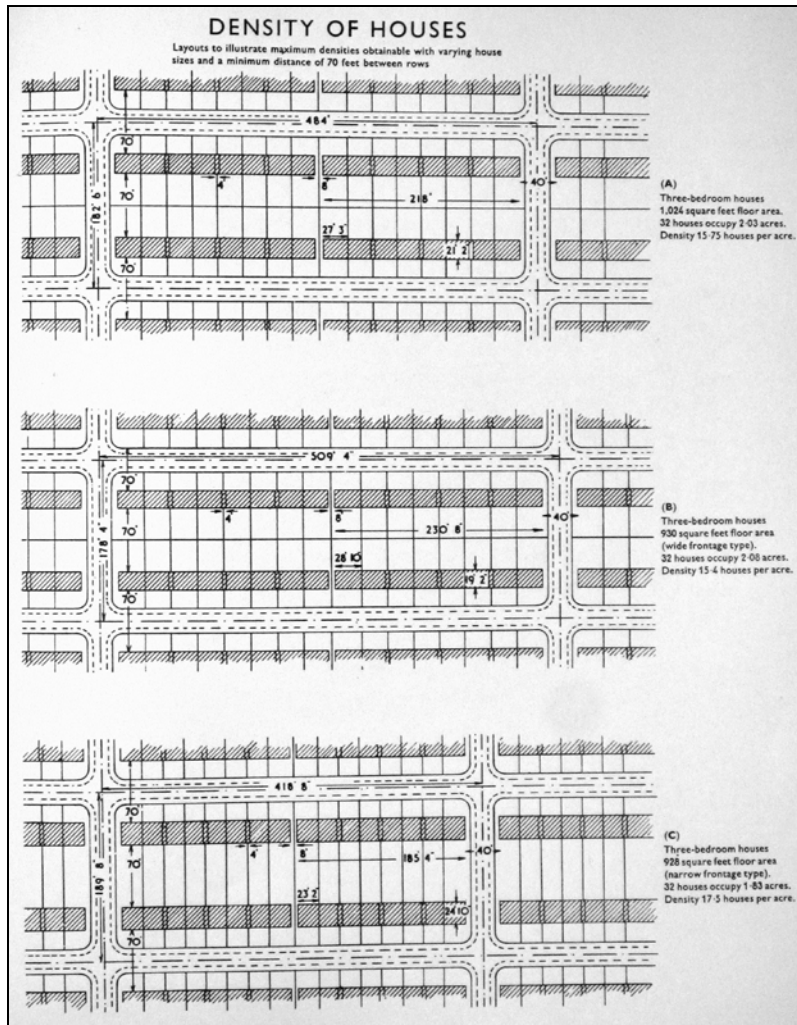 DENSITY OF HOUSES
Layouts to illustrate maximum densities obtainable with varying house
sizes and a minimum distance of 70 feet between rows
484'
70'
182' 6"
70'
4'
8'
218'
40'
27' 3"
21' 2"
70'
(A)
Three-bedroom houses
1,024 square feet floor area.
32 houses occupy 2·03 acres.
Density 15·75 houses per acre.
509' 4"
70'
178' 4"
70'
4'
8'
230' 8"
40'
28' 10"
19' 2"
70'
(B)
Three-bedroom houses
930 square feet floor area
(wide frontage type).
32 houses occupy 2·08 acres.
Density 15·4 houses per acre.
418' 8"
70'
189' 8"
70'
4'
8'
185' 4"
40'
23' 2"
24' 10"
70'
(C)
Three-bedroom houses
928 square feet floor area
(narrow frontage type).
32 houses occupy 1·83 acres.
Density 17·5 houses per acre.